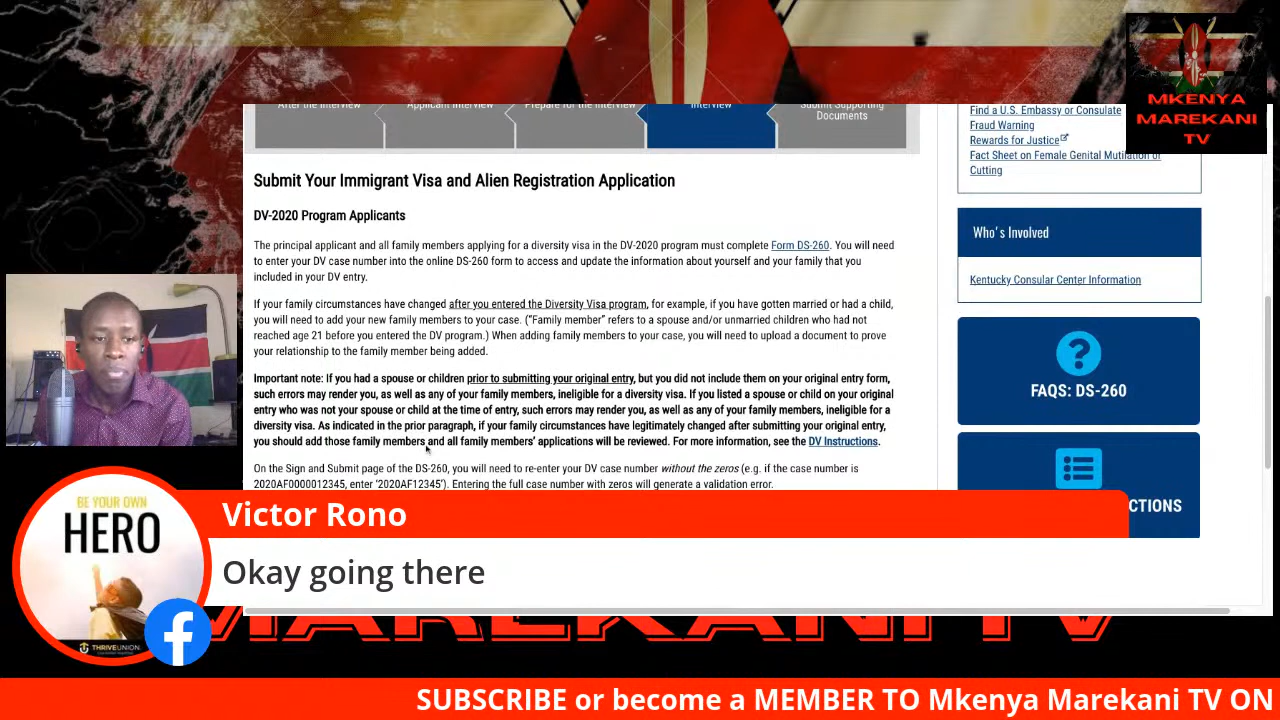 MKENYA
MAREKANI
TV
After the Interview
Applicant Interview
Prepare for the Interview
Interview
Submit Supporting
Documents
Find a U.S. Embassy or Consulate
Fraud Warning
Rewards for Justice
Fact Sheet on Female Genital Mutilation or
Cutting
Submit Your Immigrant Visa and Alien Registration Application
DV-2020 Program Applicants
The principal applicant and all family members applying for a diversity visa in the DV-2020 program must complete Form DS-260. You will need
to enter your DV case number into the online DS-260 form to access and update the information about yourself and your family that you
included in your DV entry.
If your family circumstances have changed after you entered the Diversity Visa program, for example, if you have gotten married or had a child,
you will need to add your new family members to your case. ("Family member" refers to a spouse and/or unmarried children who had not
reached age 21 before you entered the DV program.) When adding family members to your case, you will need to upload a document to prove
your relationship to the family member being added.
Important note: If you had a spouse or children prior to submitting your original entry, but you did not include them on your original entry form,
such errors may render you, as well as any of your family members, ineligible for a diversity visa. If you listed a spouse or child on your original
entry who was not your spouse or child at the time of entry, such errors may render you, as well as any of your family members, ineligible for a
diversity visa. As indicated in the prior paragraph, if your family circumstances have legitimately changed after submitting your original entry,
you should add those family members and all family members' applications will be reviewed. For more information, see the DV Instructions.
On the Sign and Submit page of the DS-260, you will need to re-enter your DV case number without the zeros (e.g. if the case number is
2020AF0000012345, enter '2020AF12345'). Entering the full case number with zeros will generate a validation error.
Who's Involved
Kentucky Consular Center Information
FAQS: DS-260
CTIONS
BE YOUR OWN
HERO
THRIVEUNION
Victor Rono
Okay going there
MAREKANI TV
SUBSCRIBE or become a MEMBER TO Mkenya Marekani TV ON